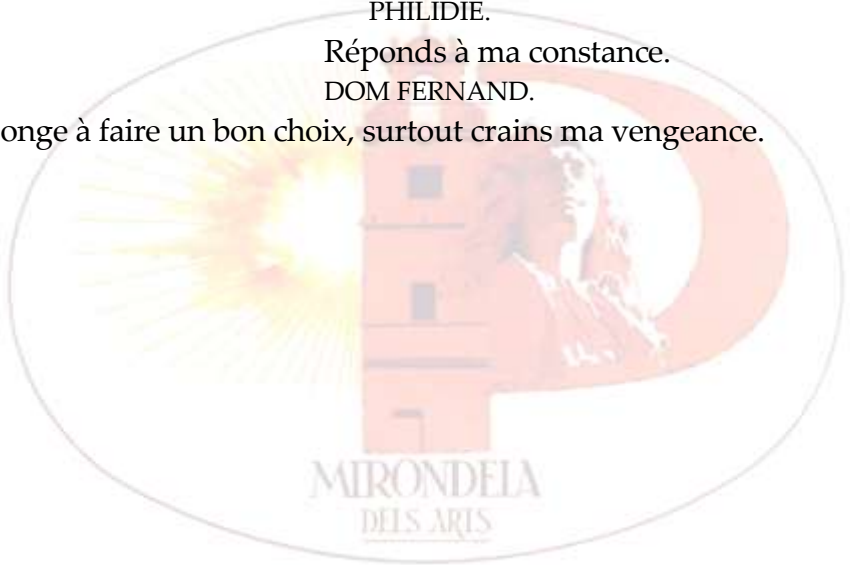 PHILIDIE.
Réponds à ma constance.
DOM FERNAND.
onge à faire un bon choix, surtout crains ma vengeance.
MIRONDELA
DELS ARTS